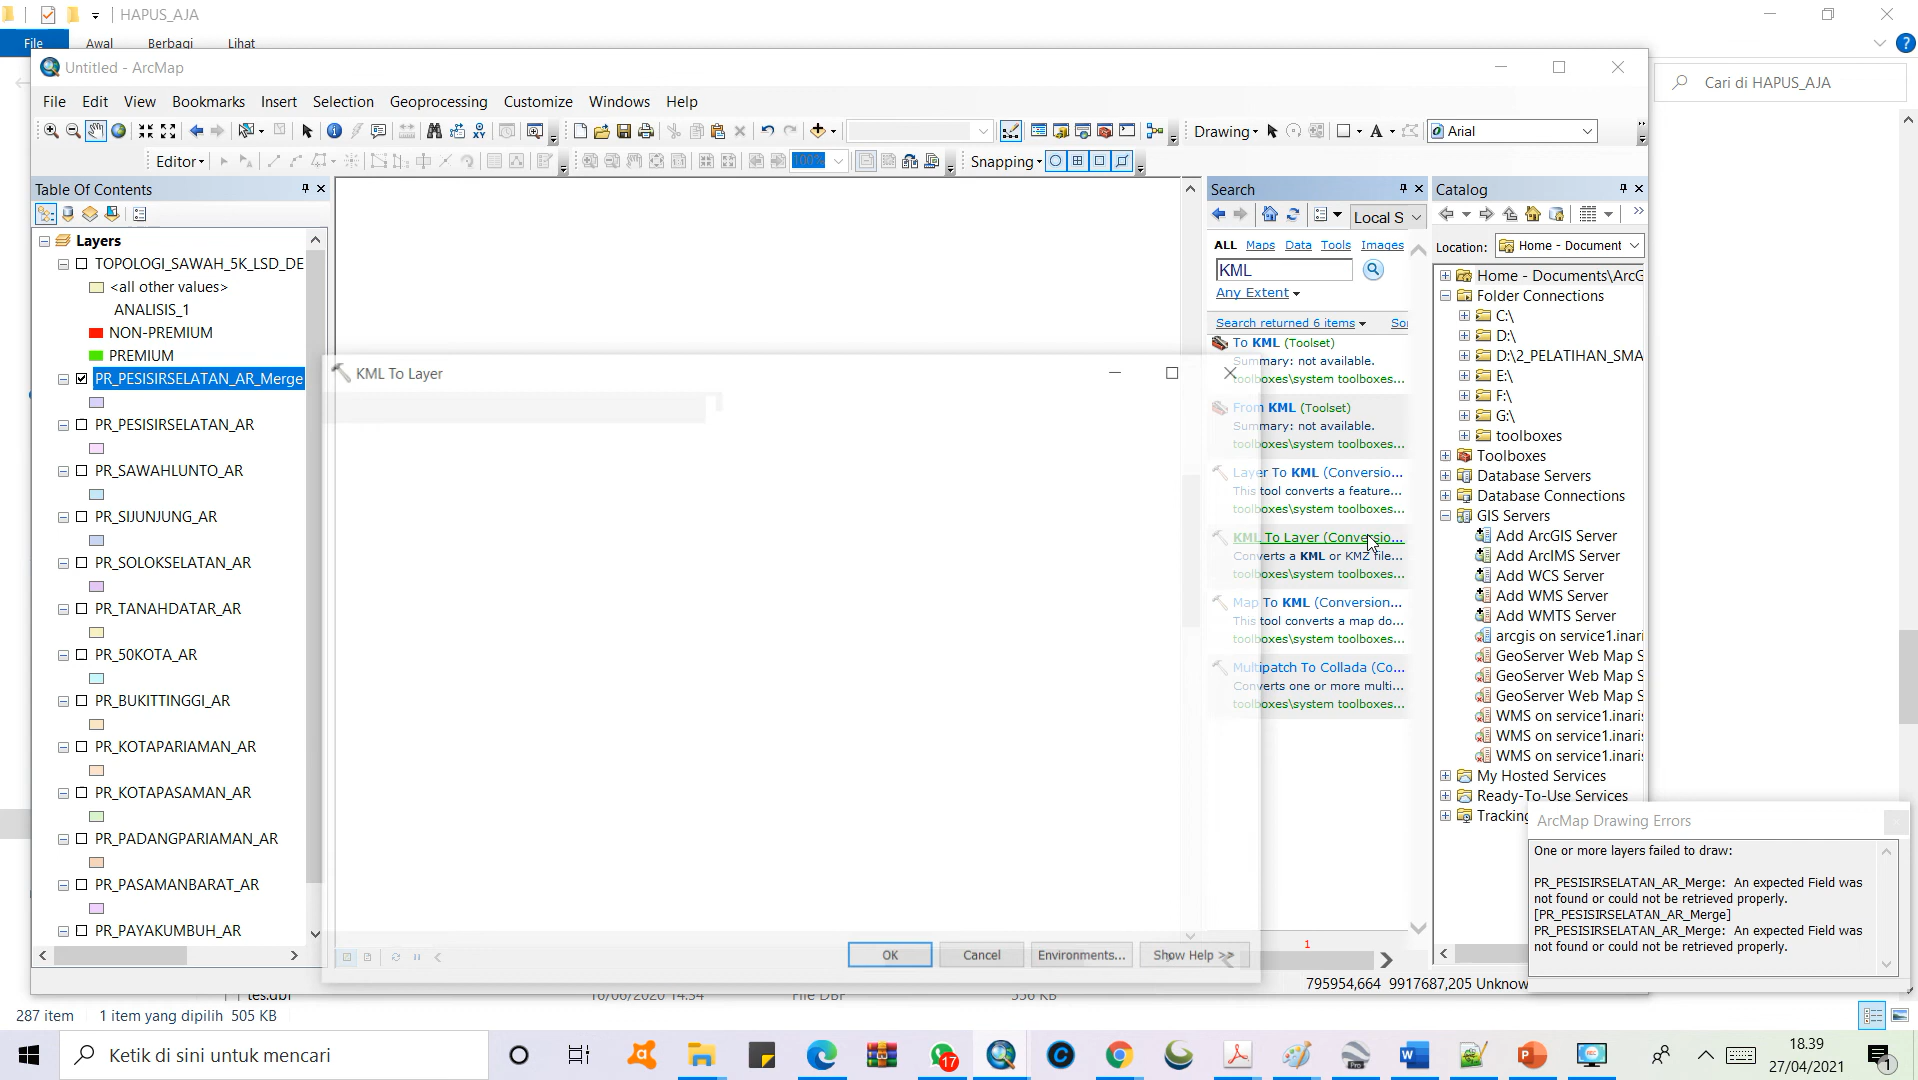 HAPUS_AJA
File Awal Berbagi Lihat
Untitled - ArcMap
Cari di HAPUS_AJA
File Edit View Bookmarks Insert Selection Geoprocessing Customize Windows Help
Drawing
Arial
Editor
100%
Snapping
Table Of Contents
Layers
TOPOLOGI_SAWAH_5K_LSD_DE
<all other values>
ANALISIS_1
NON-PREMIUM
PREMIUM
PR_PESISIRSELATAN_AR_Merge
PR_PESISIRSELATAN_AR
PR_SAWAHLUNTO_AR
PR_SIJUNJUNG_AR
PR_SOLOKSELATAN_AR
PR_TANAHDATAR_AR
PR_50KOTA_AR
PR_BUKITTINGGI_AR
PR_KOTAPARIAMAN_AR
PR_KOTAPASAMAN_AR
PR_PADANGPARIAMAN_AR
PR_PASAMANBARAT_AR
PR_PAYAKUMBUH_AR
KML To Layer
OK
Cancel
Environments...
Show Help >>
Search
Local S
ALL Maps Data Tools Images
KML
Any Extent
Search returned 6 items
To KML (Toolset)
Summary: not available.
toolboxes\system toolboxes...
From KML (Toolset)
Summary: not available.
toolboxes\system toolboxes...
Layer To KML (Conversio...
This tool converts a feature...
toolboxes\system toolboxes...
KML To Layer (Conversio...
Converts a KML or KMZ file...
toolboxes\system toolboxes...
Map To KML (Conversion...
This tool converts a map do...
toolboxes\system toolboxes...
Multipatch To Collada (Co...
Converts one or more multi...
toolboxes\system toolboxes...
1
Catalog
Location: Home - Document
Home - Documents\ArcG
Folder Connections
C:\
D:\
D:\2_PELATIHAN_SMA
E:\
F:\
G:\
toolboxes
Toolboxes
Database Servers
Database Connections
GIS Servers
Add ArcGIS Server
Add ArcIMS Server
Add WCS Server
Add WMS Server
Add WMTS Server
arcgis on service1.inari
GeoServer Web Map S
GeoServer Web Map S
GeoServer Web Map S
WMS on service1.inari
WMS on service1.inari
WMS on service1.inari
My Hosted Services
Ready-To-Use Services
Tracking
ArcMap Drawing Errors
One or more layers failed to draw:
PR_PESISIRSELATAN_AR_Merge: An expected Field was
not found or could not be retrieved properly.
[PR_PESISIRSELATAN_AR_Merge]
PR_PESISIRSELATAN_AR_Merge: An expected Field was
not found or could not be retrieved properly.
795954,664 9917687,205 Unknow
287 item 1 item yang dipilih 505 KB
Ketik di sini untuk mencari
17
18.39
27/04/2021
1